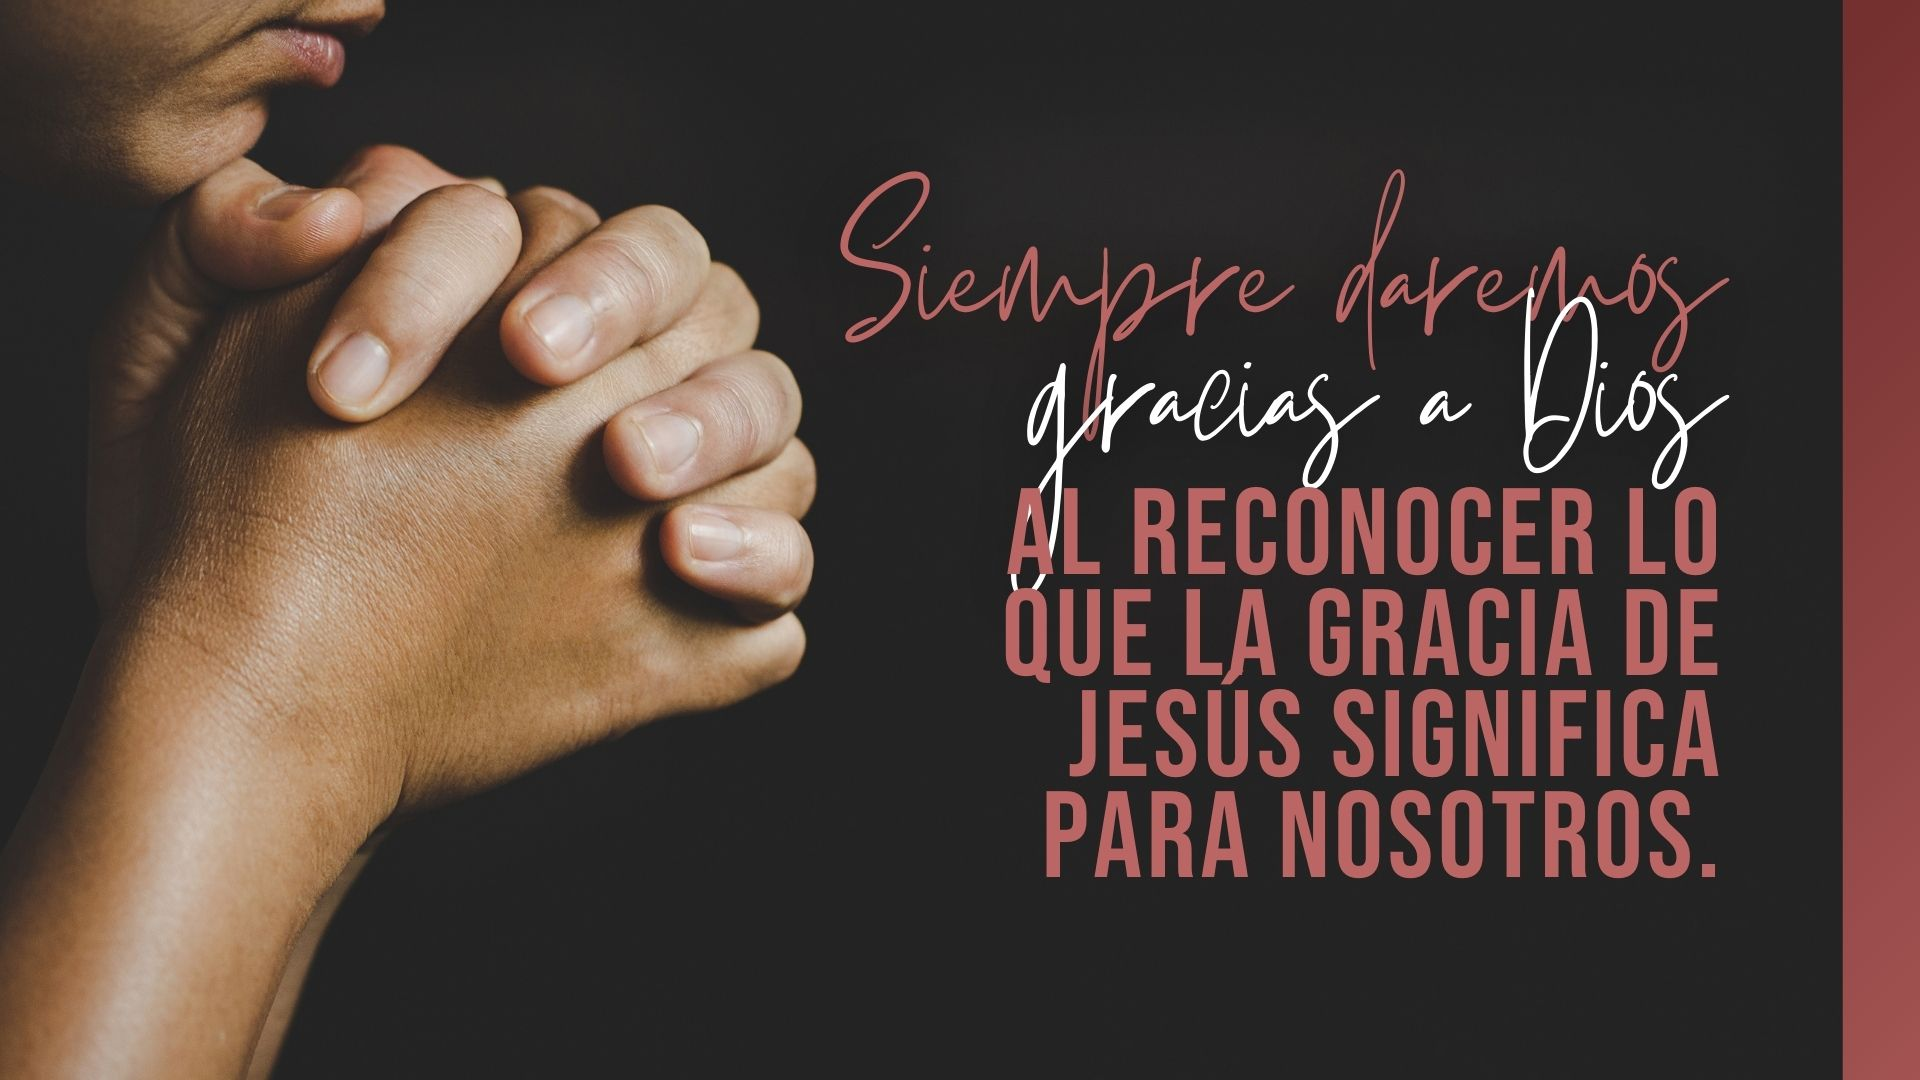 Siempre daremos
gracias a Dios
AL RECONOCER LO
QUE LA GRACIA DE
JESÚS SIGNIFICA
PARA NOSOTROS.